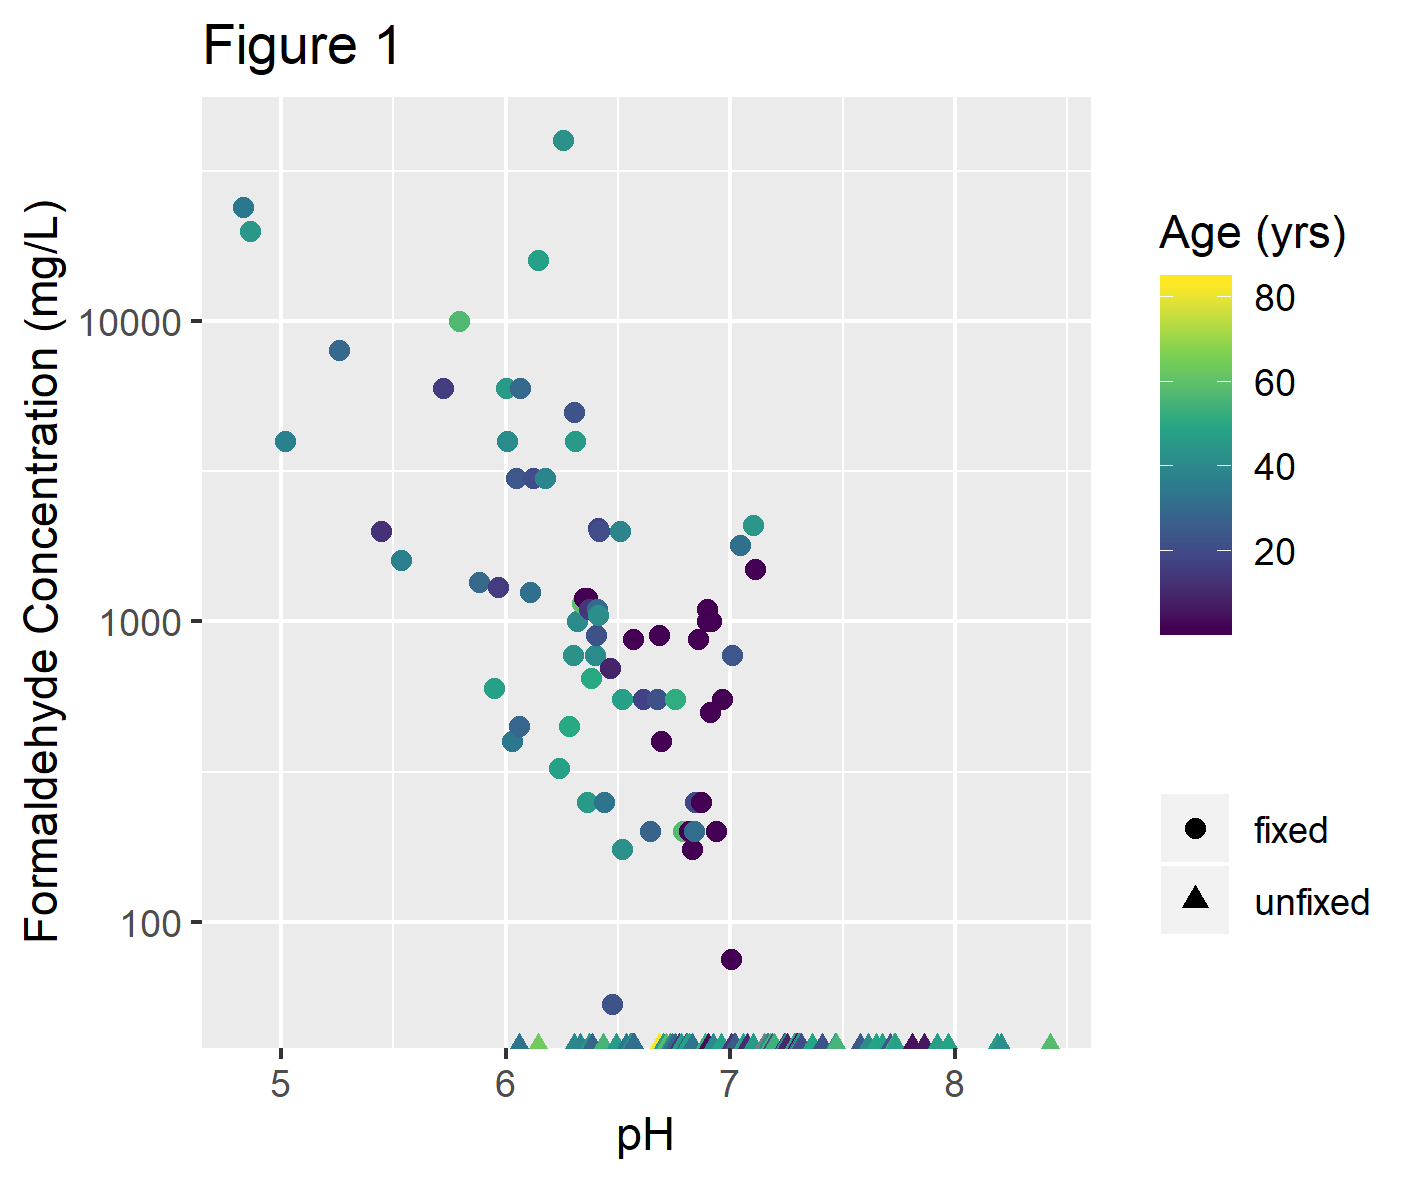 Figure 1
Formaldehyde Concentration (mg/L)
10000
1000
100
5
6
7
8
pH
Age (yrs)
80
60
40
20
fixed
unfixed